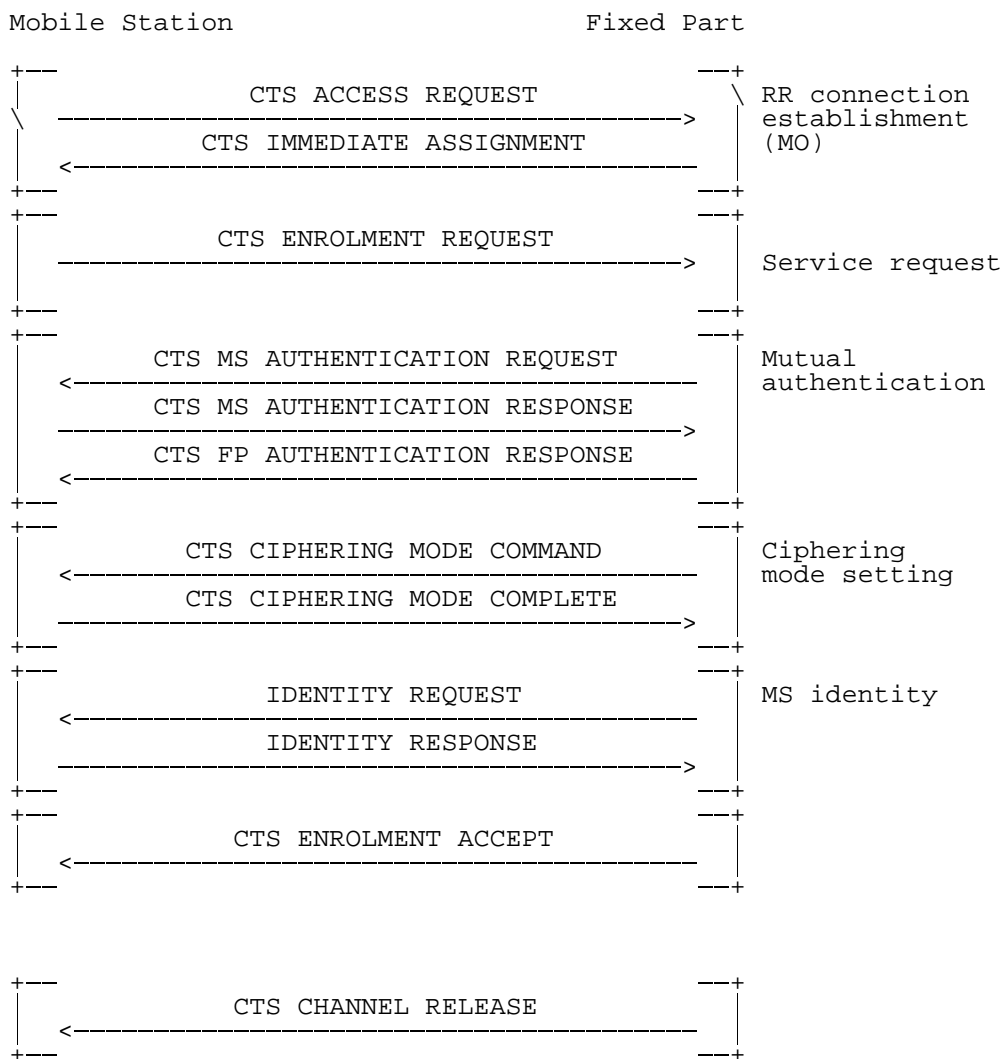 Mobile Station Fixed Part
CTS ACCESS REQUEST
RR connection
establishment
(MO)
CTS IMMEDIATE ASSIGNMENT
CTS ENROLMENT REQUEST
Service request
CTS MS AUTHENTICATION REQUEST
Mutual
authentication
CTS MS AUTHENTICATION RESPONSE
CTS FP AUTHENTICATION RESPONSE
CTS CIPHERING MODE COMMAND
Ciphering
mode setting
CTS CIPHERING MODE COMPLETE
IDENTITY REQUEST
MS identity
IDENTITY RESPONSE
CTS ENROLMENT ACCEPT
CTS CHANNEL RELEASE